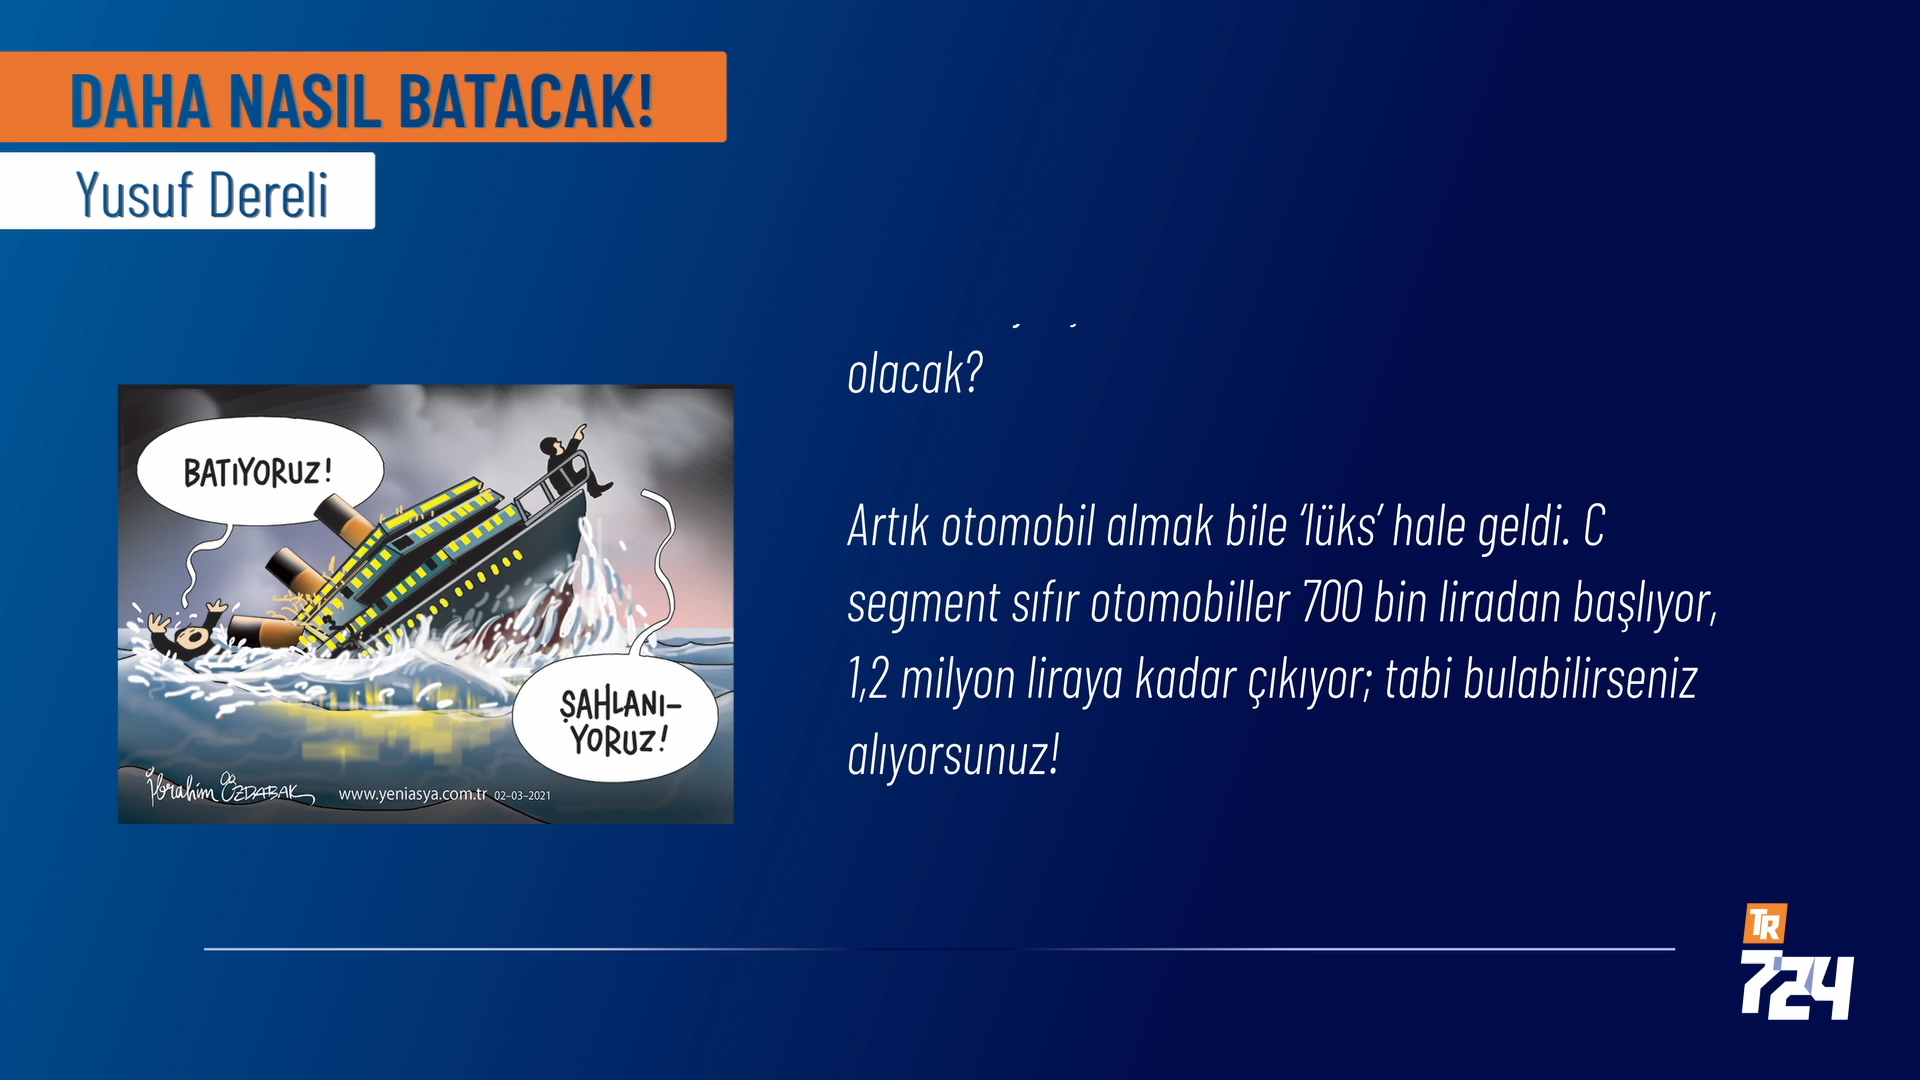 DAHA NASIL BATACAK!
Yusuf Dereli
BATIYORUZ!
ŞAHLANI-
YORUZ!
İbrahim ÖZDABAK
www.yeniasya.com.tr 02-03-2021
olacak?
Artık otomobil almak bile ‘lüks’ hale geldi. C
segment sıfır otomobiller 700 bin liradan başlıyor,
1,2 milyon liraya kadar çıkıyor; tabi bulabilirseniz
alıyorsunuz!
TR
724